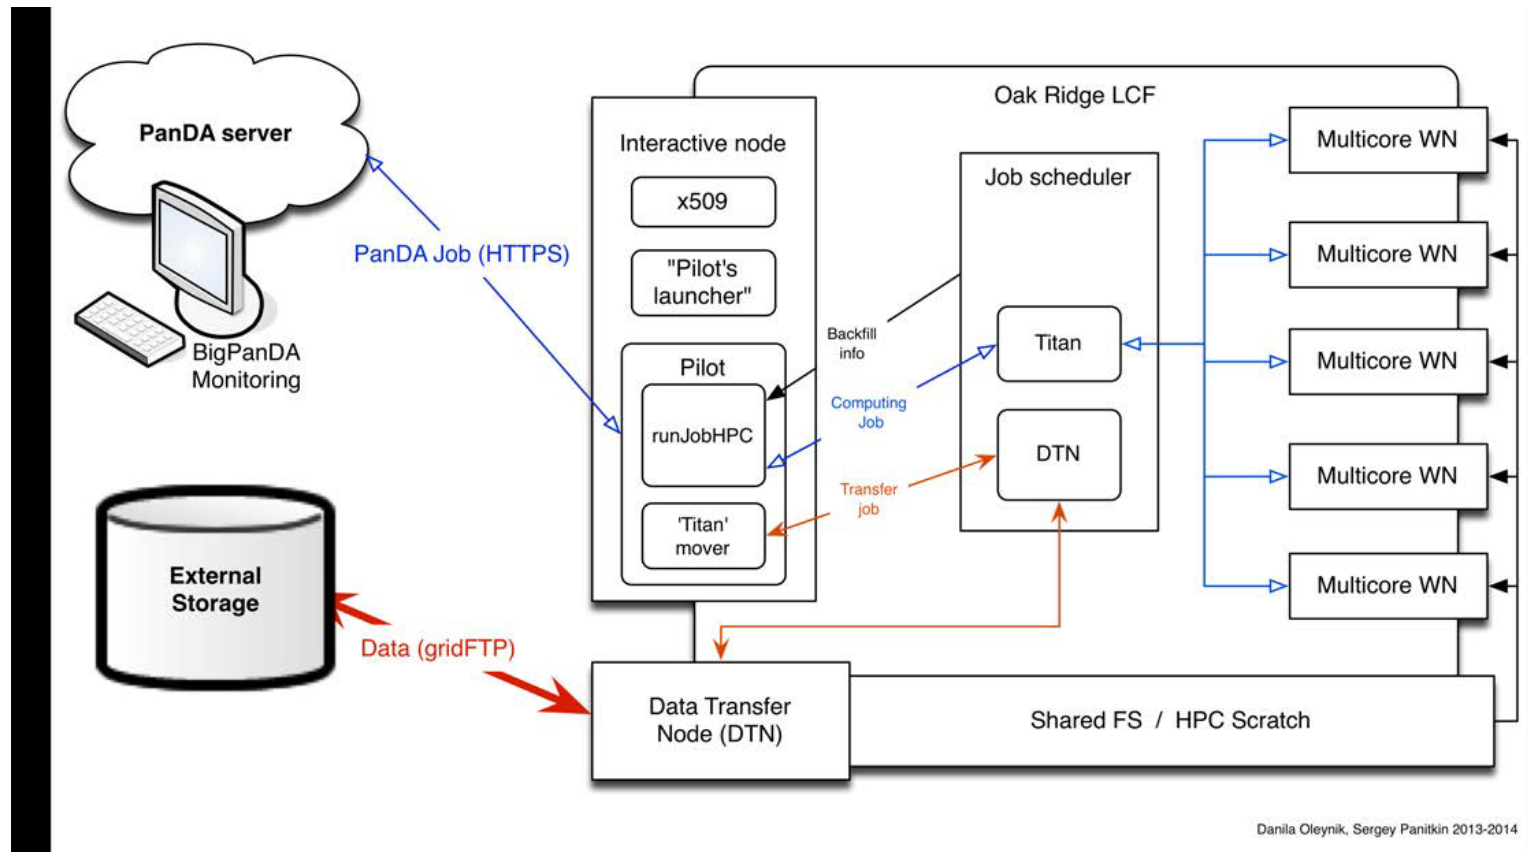 PanDA server
BigPanDA
Monitoring
PanDA Job (HTTPS)
External
Storage
Data (gridFTP)
Interactive node
x509
"Pilot's
launcher"
Pilot
runJobHPC
'Titan'
mover
Backfill
info
Computing
Job
Transfer
job
Oak Ridge LCF
Job scheduler
Titan
DTN
Multicore WN
Multicore WN
Multicore WN
Multicore WN
Multicore WN
Data Transfer
Node (DTN)
Shared FS / HPC Scratch
Danila Oleynik, Sergey Panitkin 2013-2014